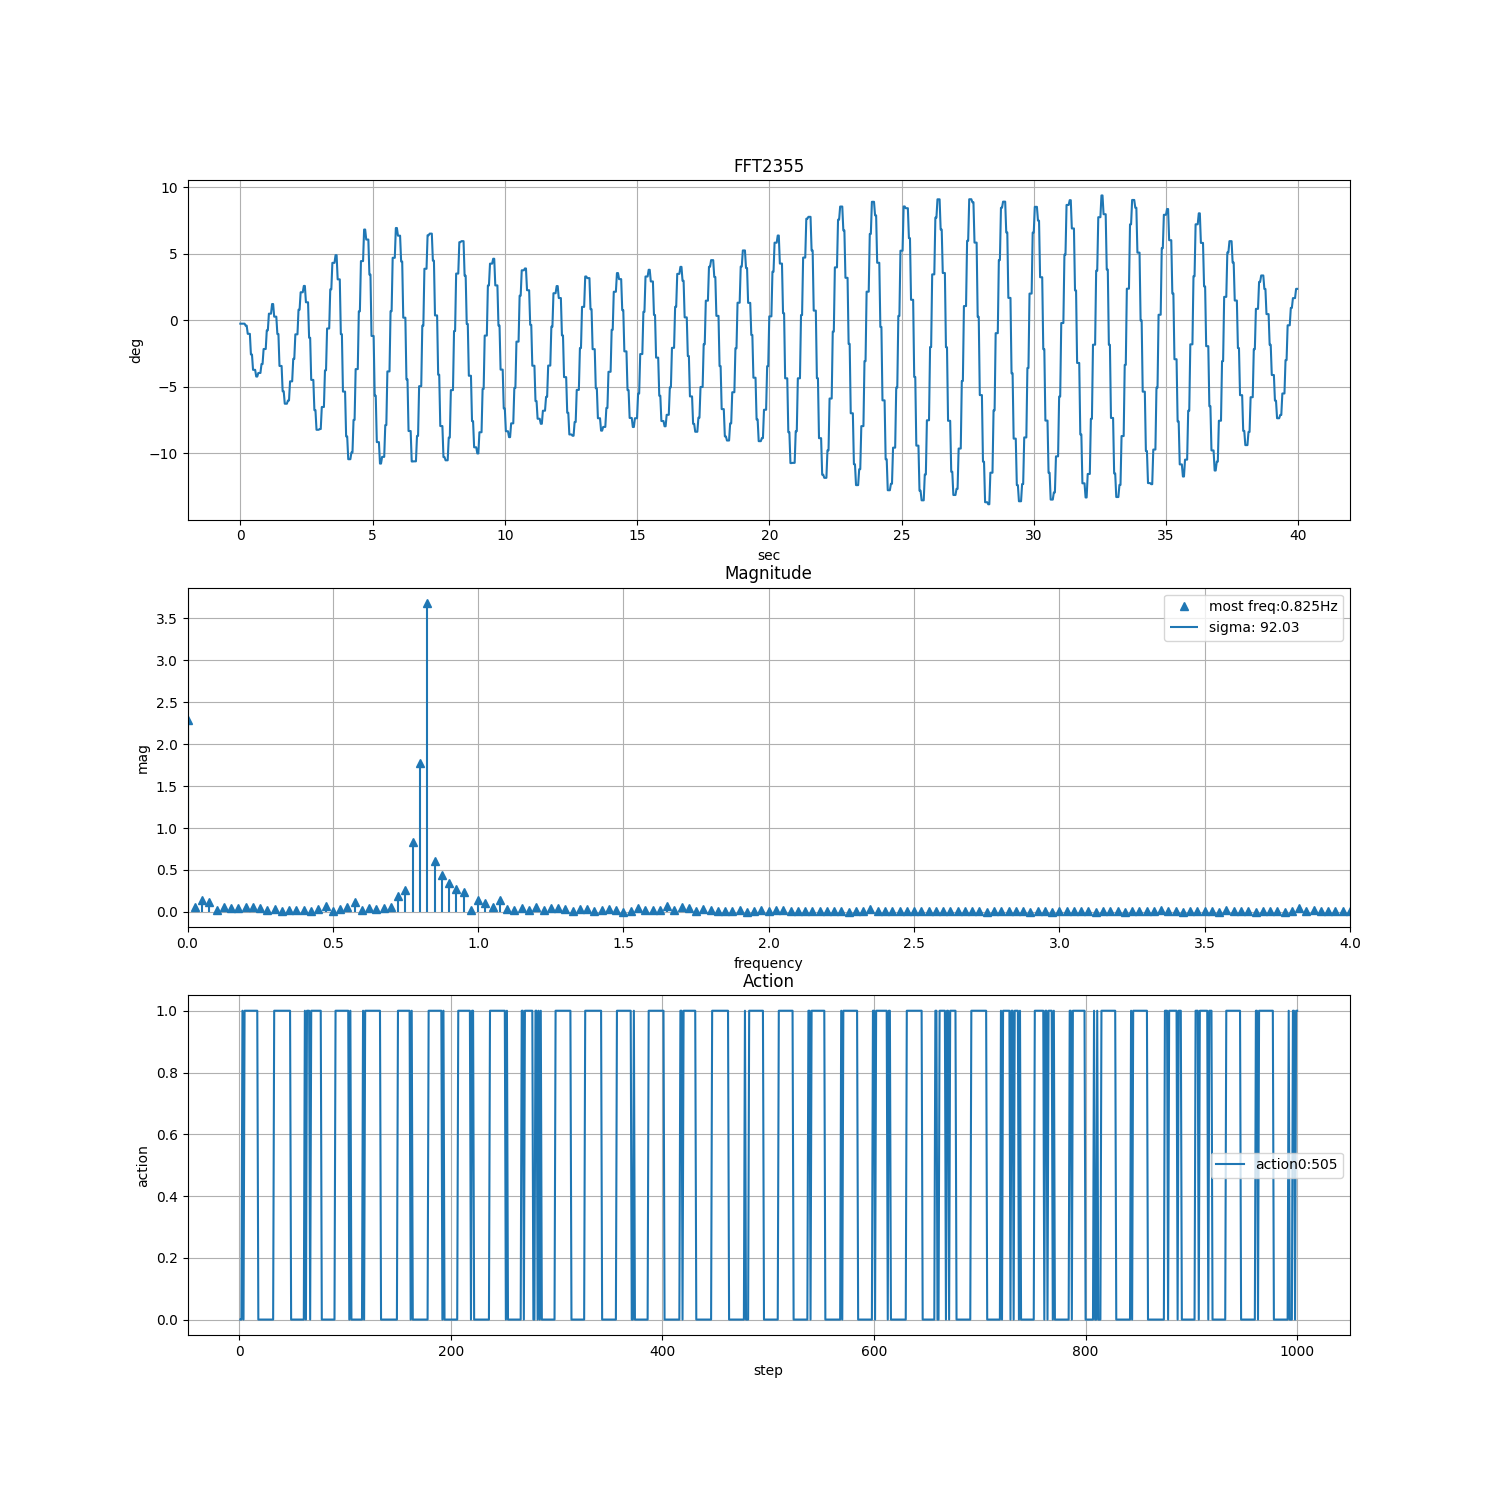 FFT2355
10
5
0
−5
−10
deg
0 5 10 15 20 25 30 35 40
sec
Magnitude
most freq:0.825Hz
sigma: 92.03
3.5
3.0
2.5
2.0
1.5
1.0
0.5
0.0
mag
0.0 0.5 1.0 1.5 2.0 2.5 3.0 3.5 4.0
frequency
Action
1.0
0.8
0.6
0.4
0.2
0.0
action
action0:505
0 200 400 600 800 1000
step